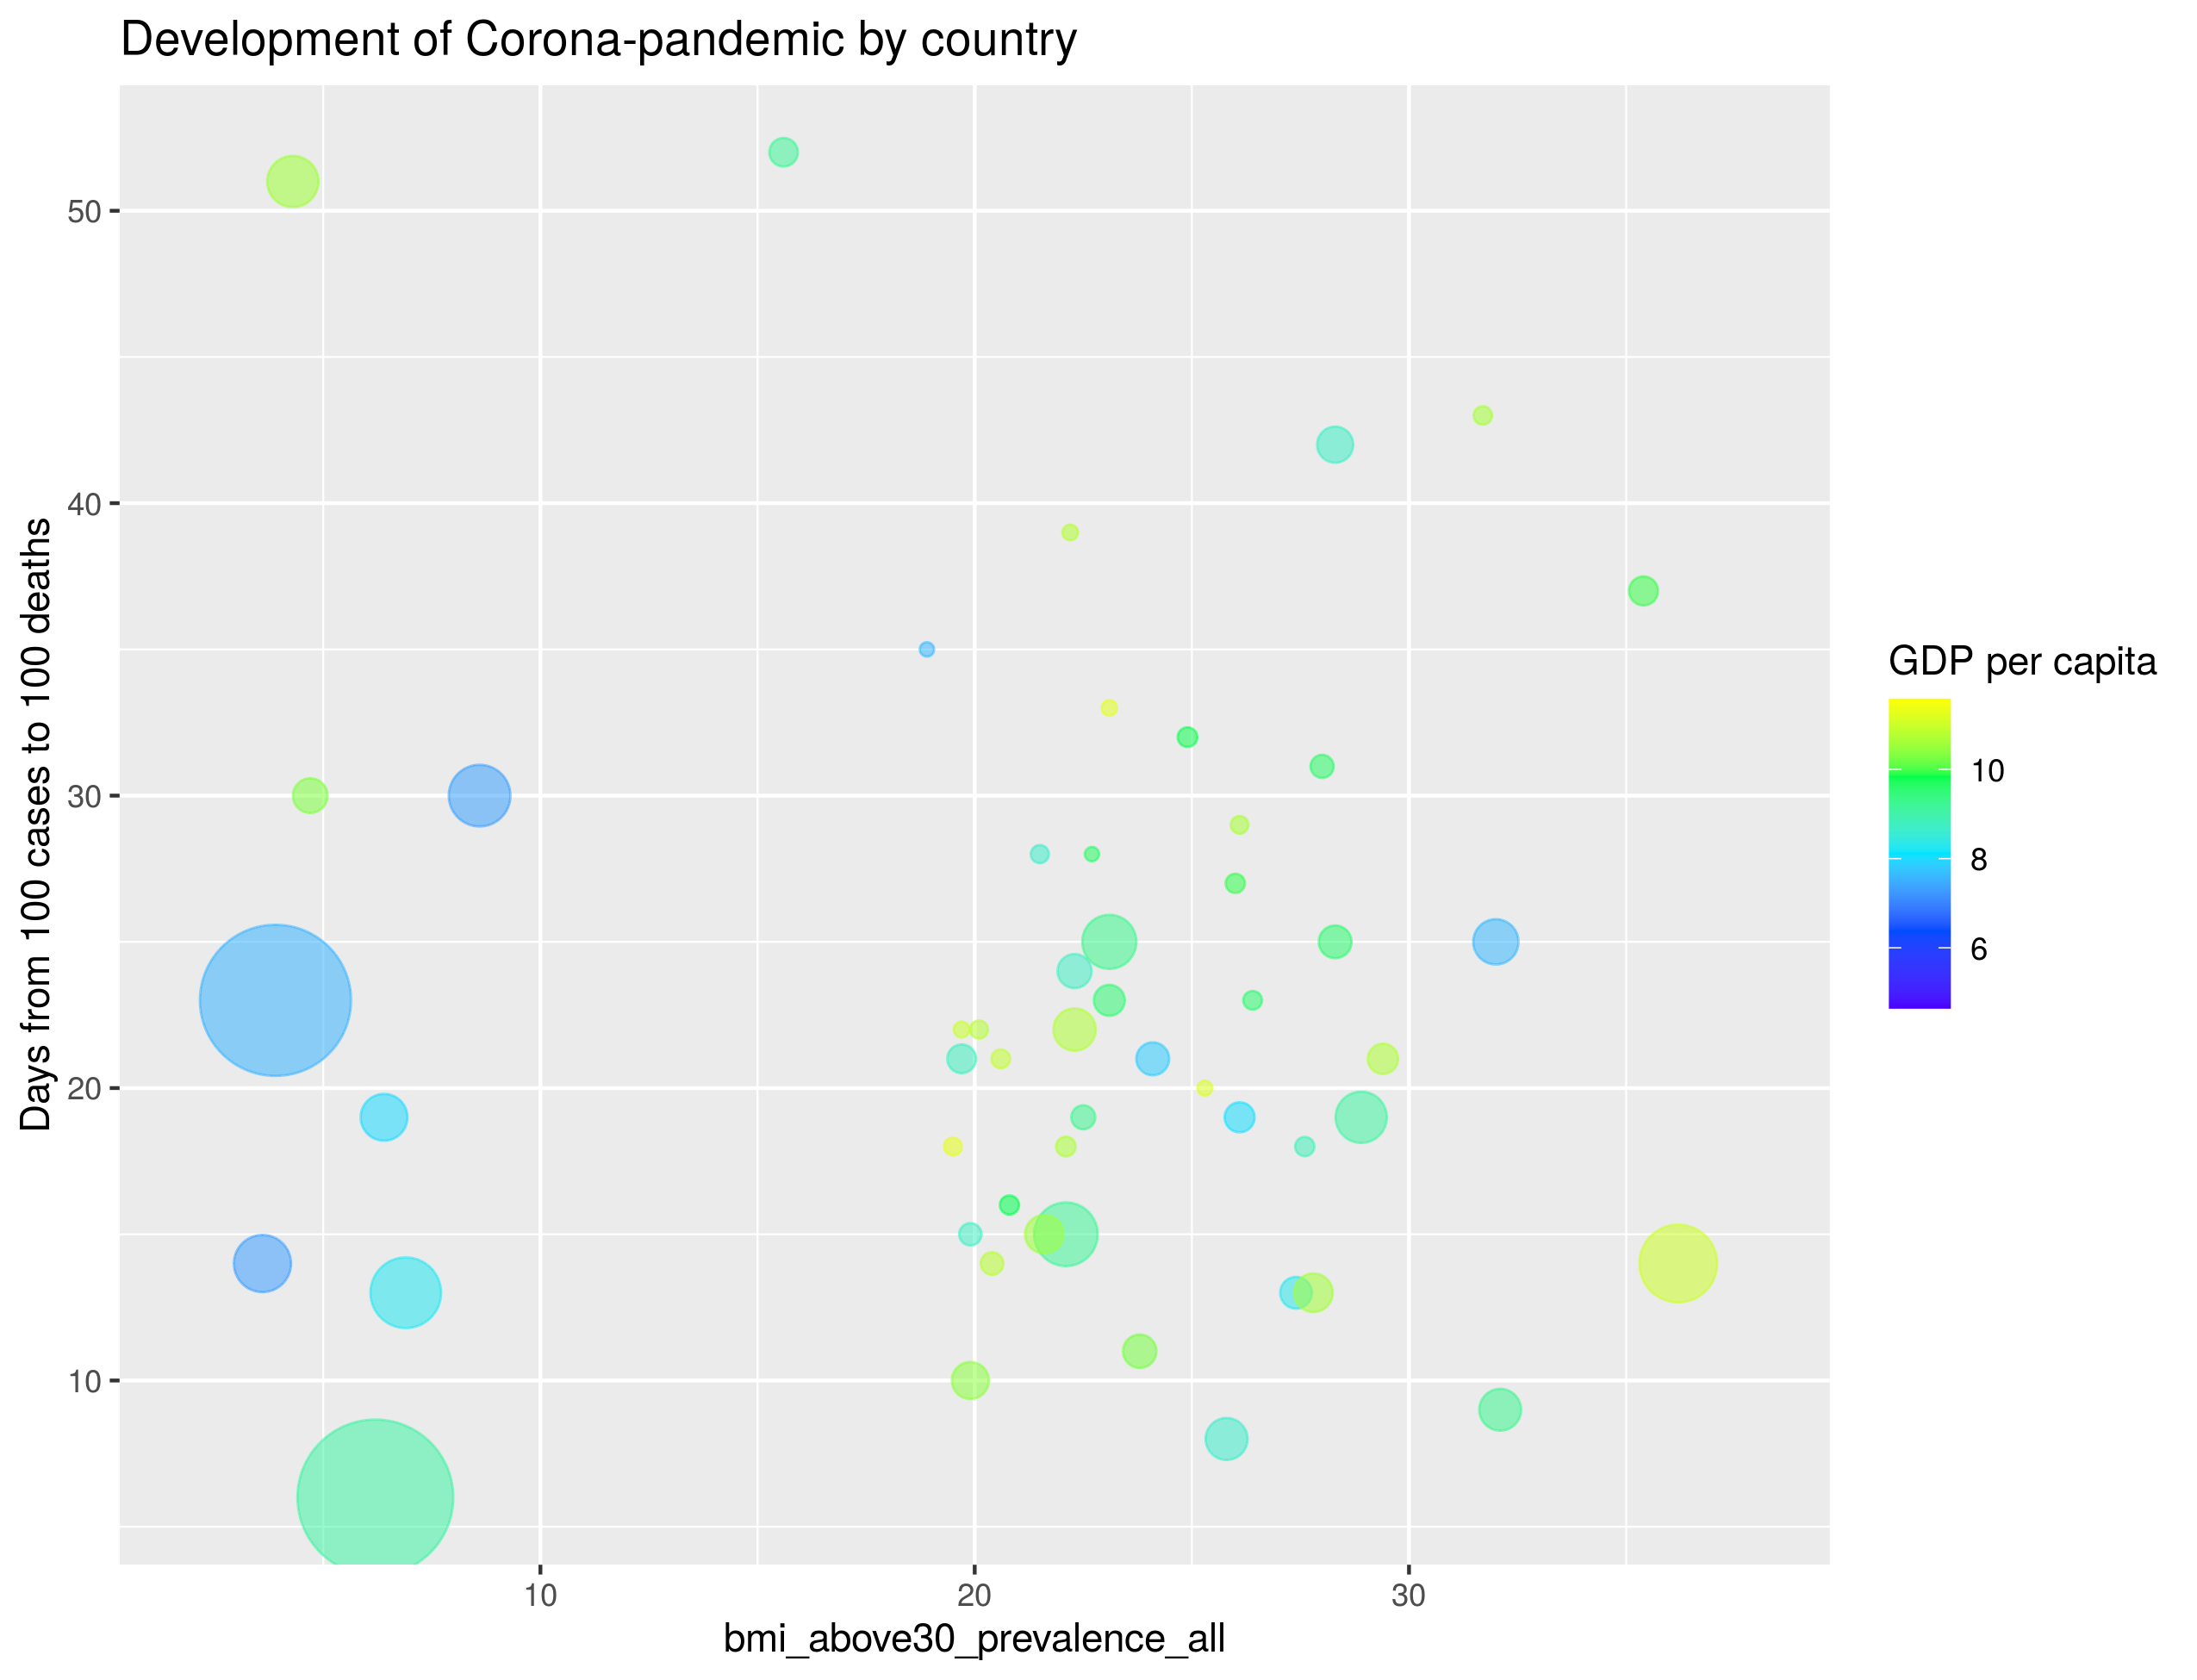 Development of Corona-pandemic by country
Days from 100 cases to 100 deaths
50
40
30
20
10
10
20
30
bmi_above30_prevalence_all
GDP per capita
10
8
6